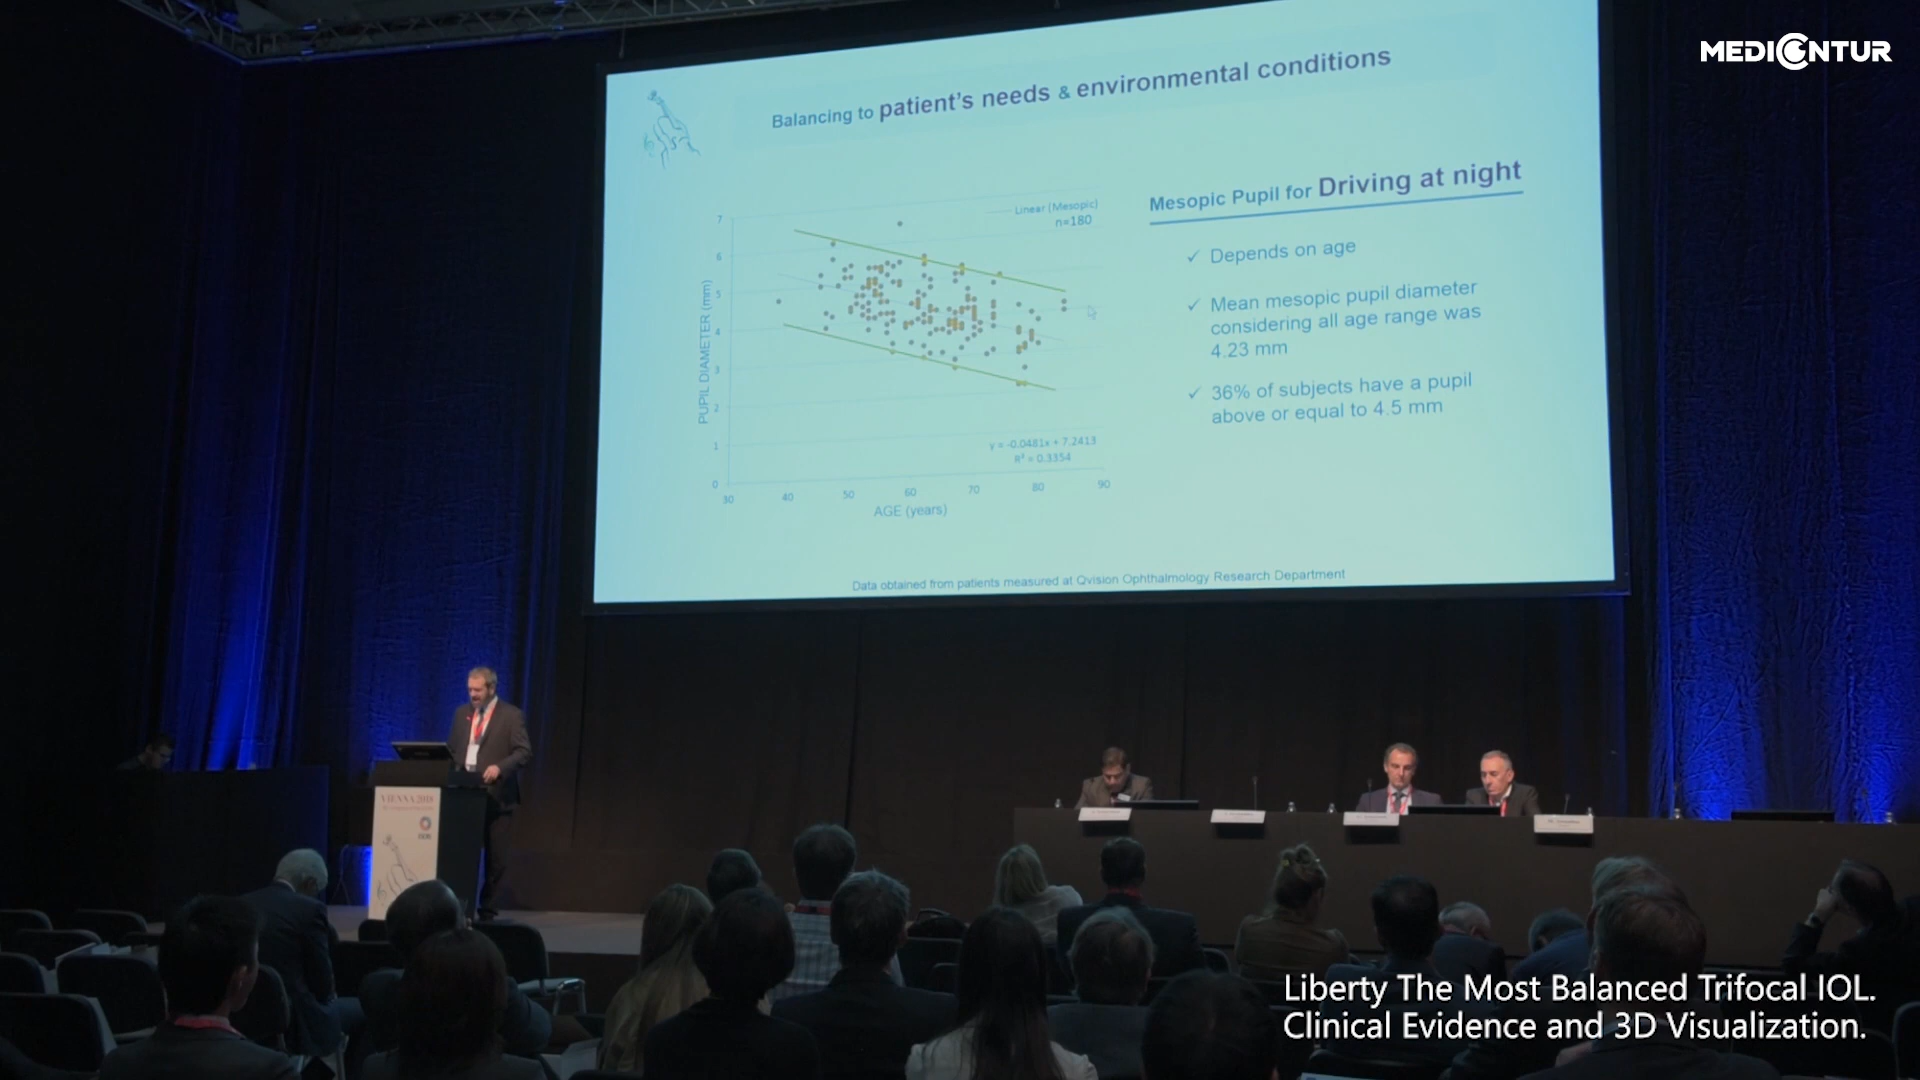 MEDICONTUR
Balancing to patient's needs & environmental conditions
Linear (Mesopic)
n=180
7
6
5
4
3
2
1
0
PUPIL DIAMETER (mm)
y = -0.0481x + 7.2413
R² = 0.3354
30 40 50 60 70 80 90
AGE (years)
Mesopic Pupil for Driving at night
✓ Depends on age
✓ Mean mesopic pupil diameter
considering all age range was
4.23 mm
✓ 36% of subjects have a pupil
above or equal to 4.5 mm
Data obtained from patients measured at Qvision Ophthalmology Research Department
VIENNA 2018
Liberty The Most Balanced Trifocal IOL.
Clinical Evidence and 3D Visualization.